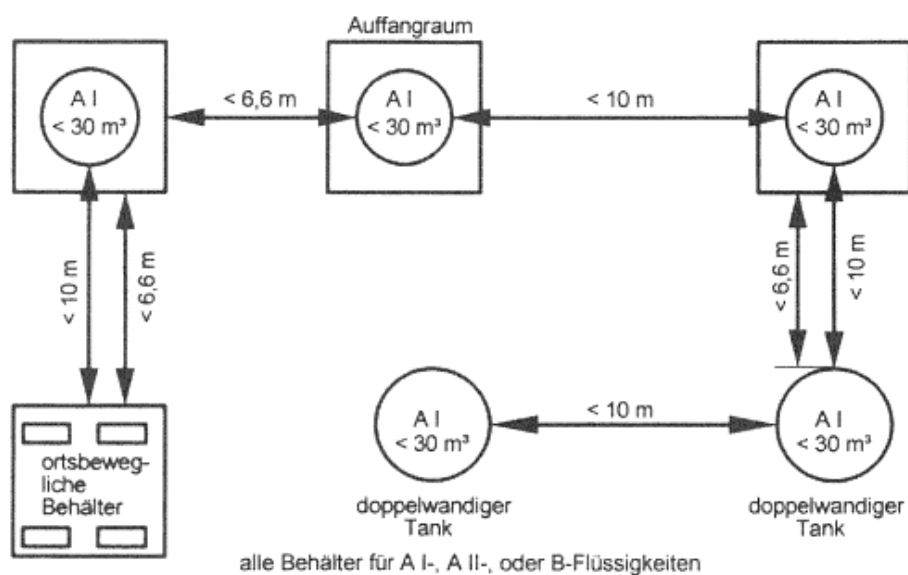 Auffangraum
A I
< 30 m³
< 6,6 m
A I
< 30 m³
< 10 m
A I
< 30 m³
< 10 m
< 6,6 m
< 6,6 m
< 10 m
ortsbeweg-
liche
Behälter
A I
< 30 m³
< 10 m
A I
< 30 m³
doppelwandiger
Tank
doppelwandiger
Tank
alle Behälter für A I-, A II-, oder B-Flüssigkeiten